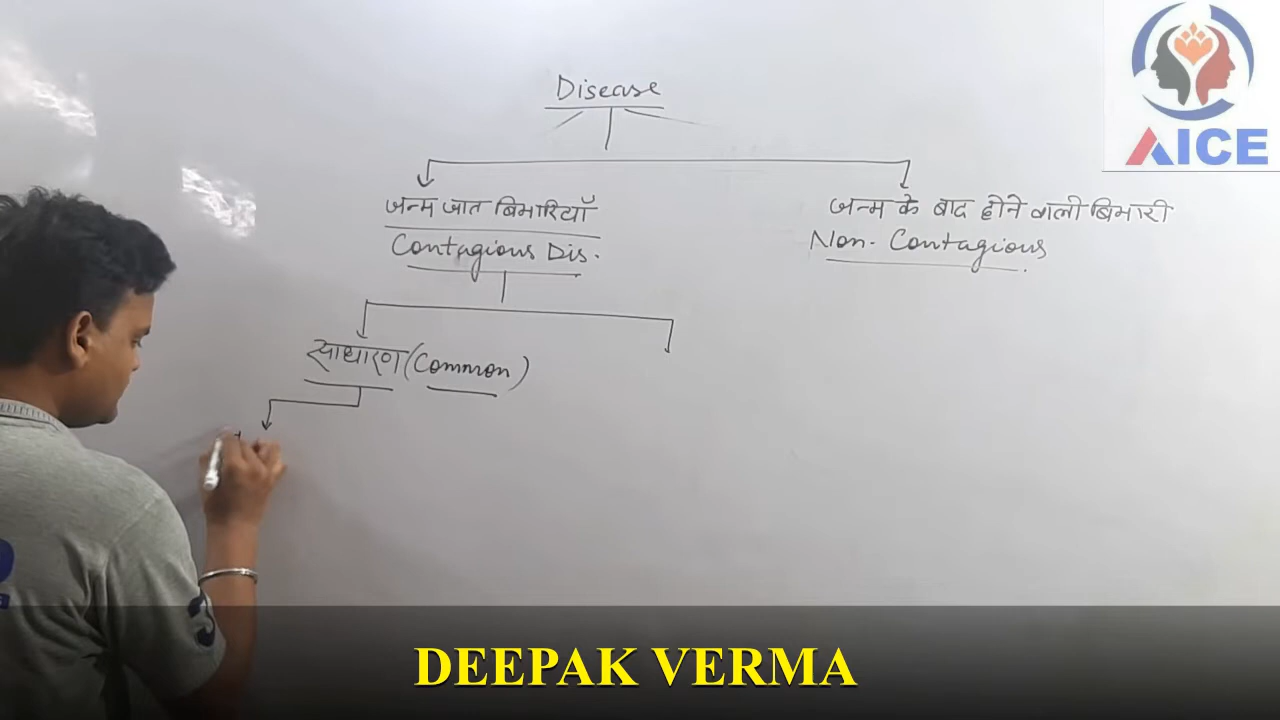 AICE
Disease
जन्म जात बिमारियाँ
Contagious Dis.
जन्म के बाद होने वाली बिमारी
Non- Contagious
साधारण (Common)
DEEPAK VERMA